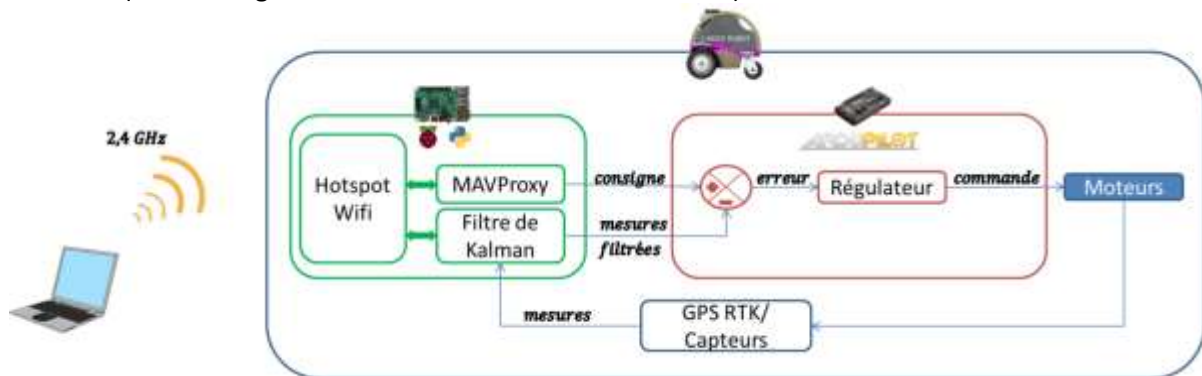 2,4 GHz
Hotspot
Wifi
MAVProxy
Filtre de
Kalman
consigne
mesures
filtrées
ARDUPILOT
erreur
Régulateur
commande
Moteurs
mesures
GPS RTK/
Capteurs